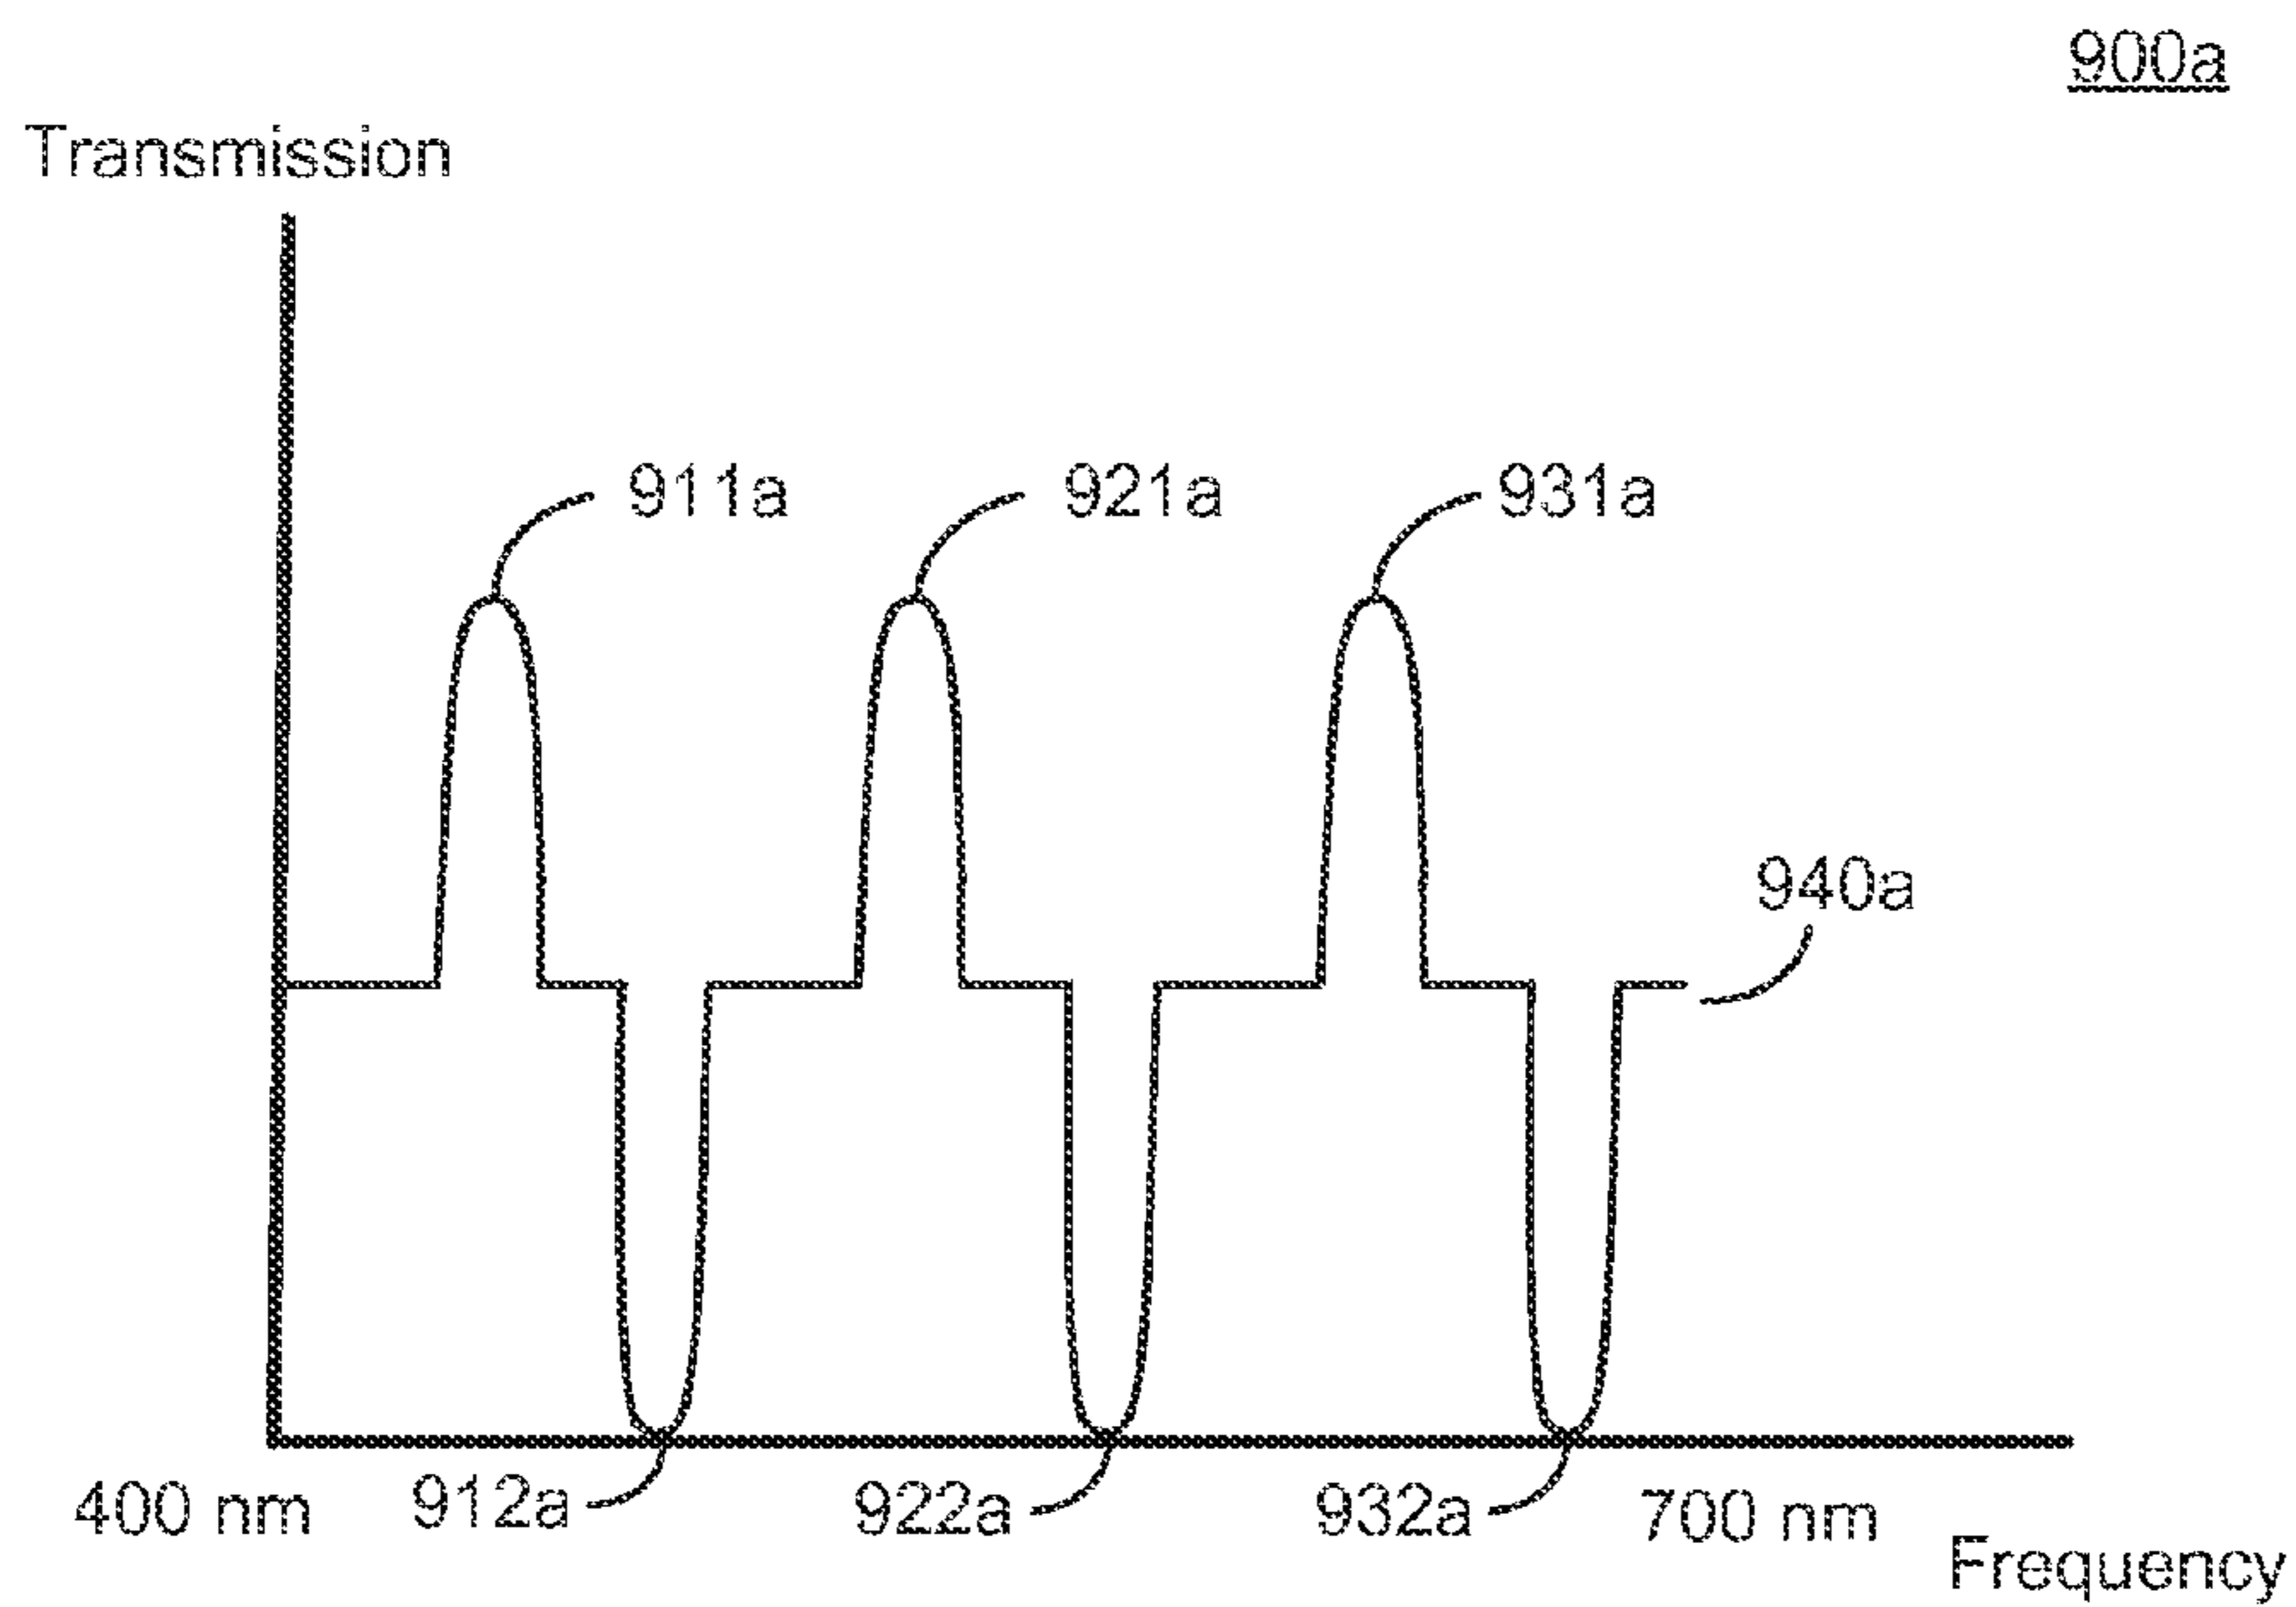 900a
Transmission
911a
921a
931a
940a
400 nm
912a
922a
932a
700 nm
Frequency